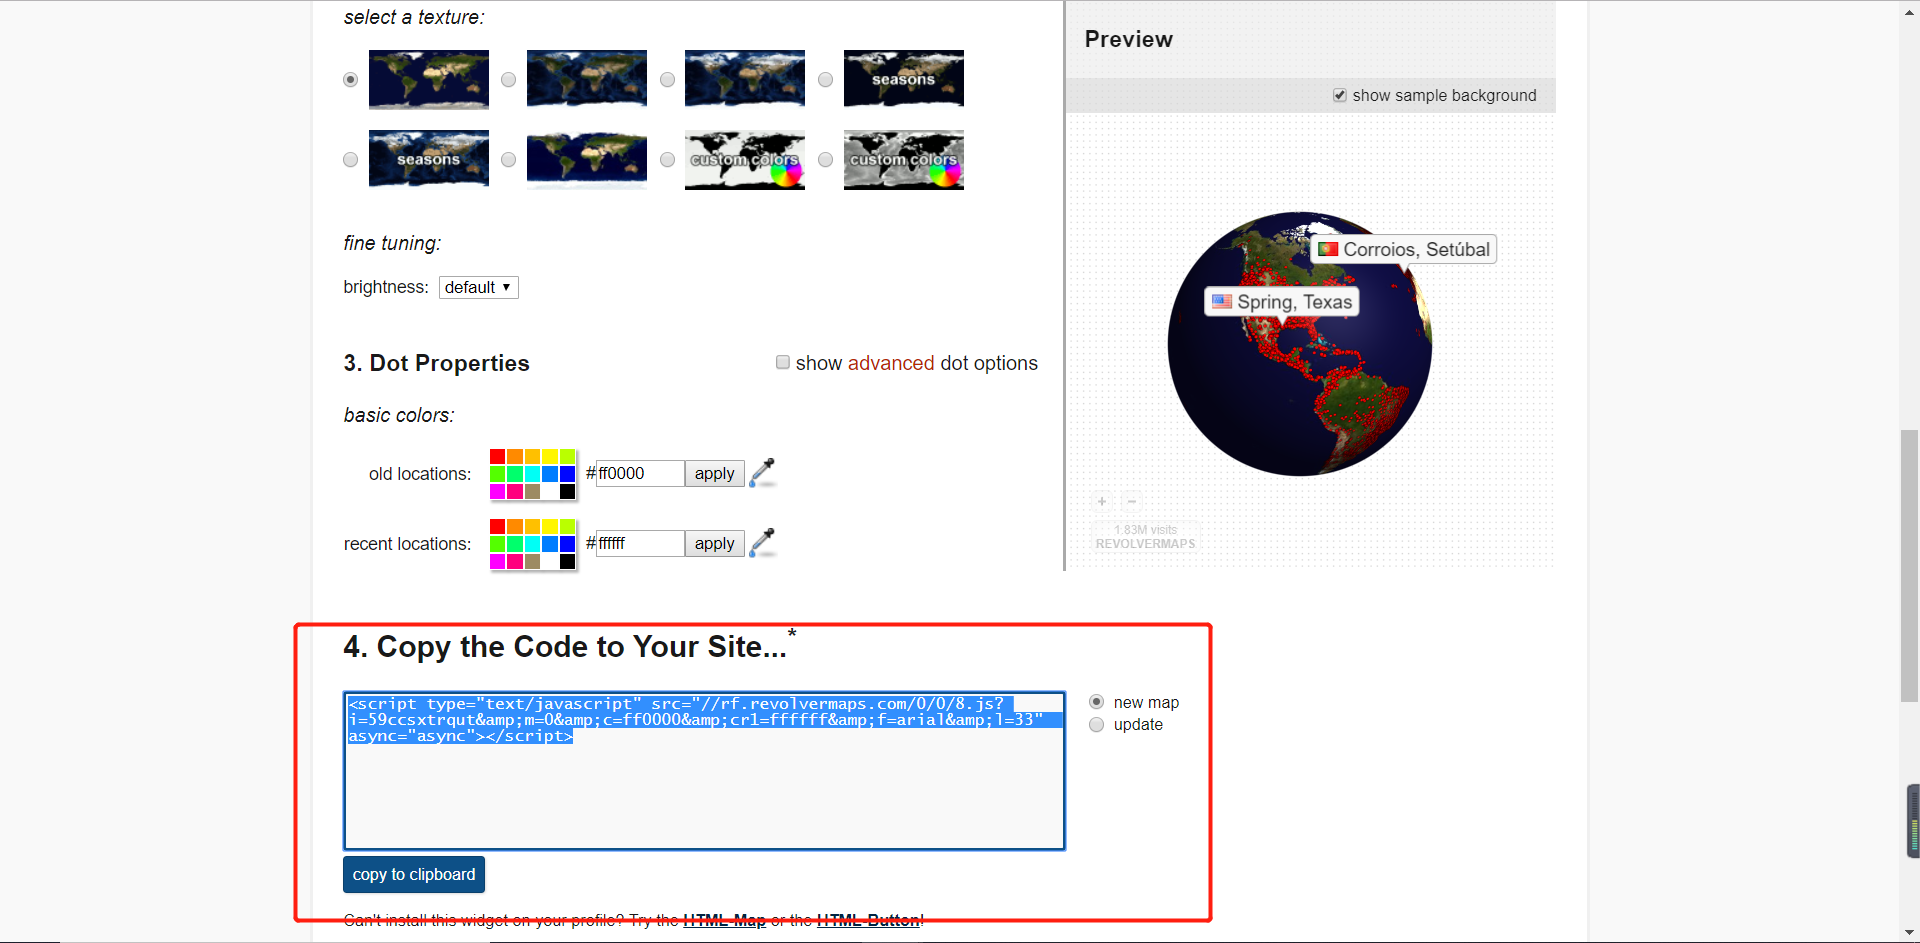 select a texture:
seasons
seasons
custom colors
custom colors
fine tuning:
brightness: default
3. Dot Properties
show advanced dot options
basic colors:
old locations: #ff0000 apply
recent locations: #ffffff apply
Preview
show sample background
Corroios, Setúbal
Spring, Texas
+ −
1.83M visits
REVOLVERMAPS
4. Copy the Code to Your Site...*
<script type="text/javascript" src="//rf.revolvermaps.com/0/0/8.js?
i=59ccsxtrqut&amp;m=0&amp;c=ff0000&amp;cr1=ffffff&amp;f=arial&amp;l=33"
async="async"></script>
new map
update
copy to clipboard
Can't install this widget on your profile? Try the HTML-Map or the HTML-Button!